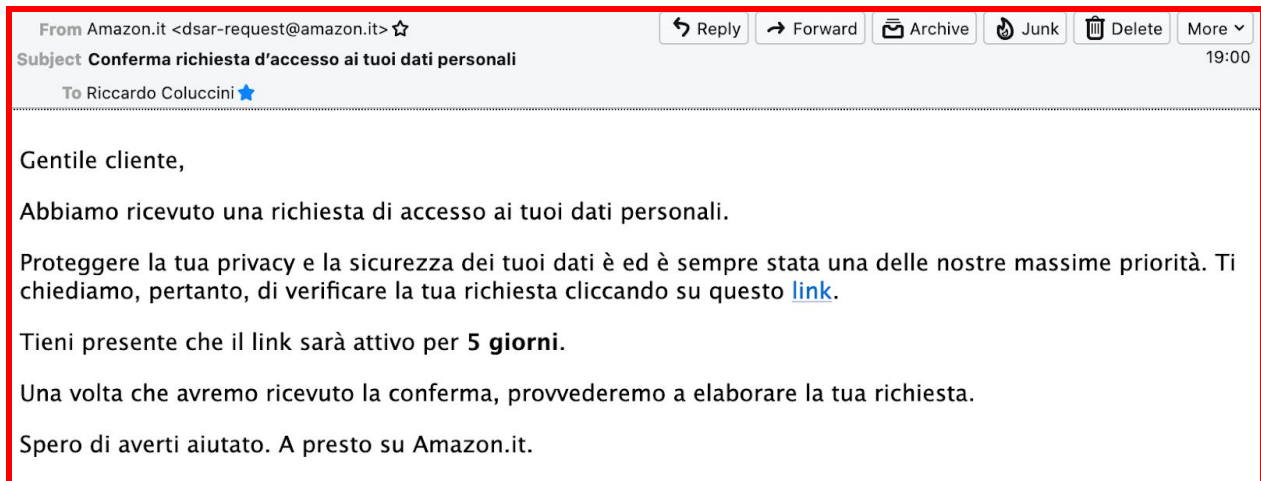 From Amazon.it <dsar-request@amazon.it>
Reply Forward Archive Junk Delete More
Subject Conferma richiesta d’accesso ai tuoi dati personali
19:00
To Riccardo Coluccini
Gentile cliente,
Abbiamo ricevuto una richiesta di accesso ai tuoi dati personali.
Proteggere la tua privacy e la sicurezza dei tuoi dati è ed è sempre stata una delle nostre massime priorità. Ti
chiediamo, pertanto, di verificare la tua richiesta cliccando su questo link.
Tieni presente che il link sarà attivo per 5 giorni.
Una volta che avremo ricevuto la conferma, provvederemo a elaborare la tua richiesta.
Spero di averti aiutato. A presto su Amazon.it.